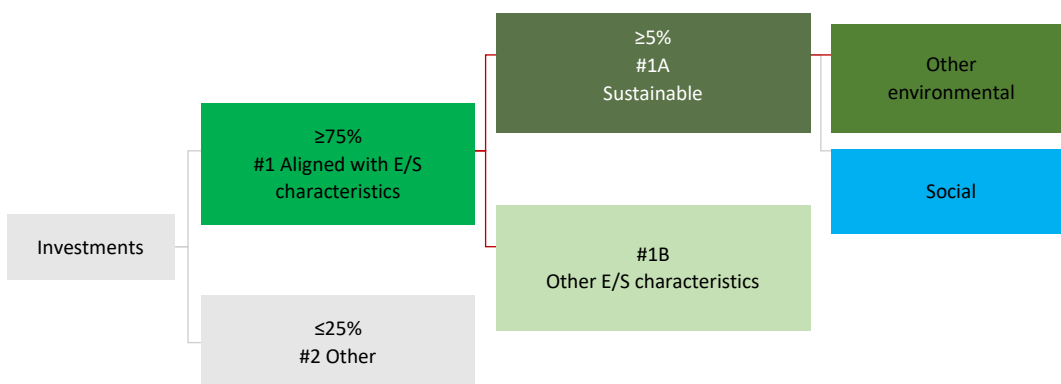 Investments
≥75%
#1 Aligned with E/S
characteristics
≤25%
#2 Other
≥5%
#1A
Sustainable
#1B
Other E/S characteristics
Other
environmental
Social